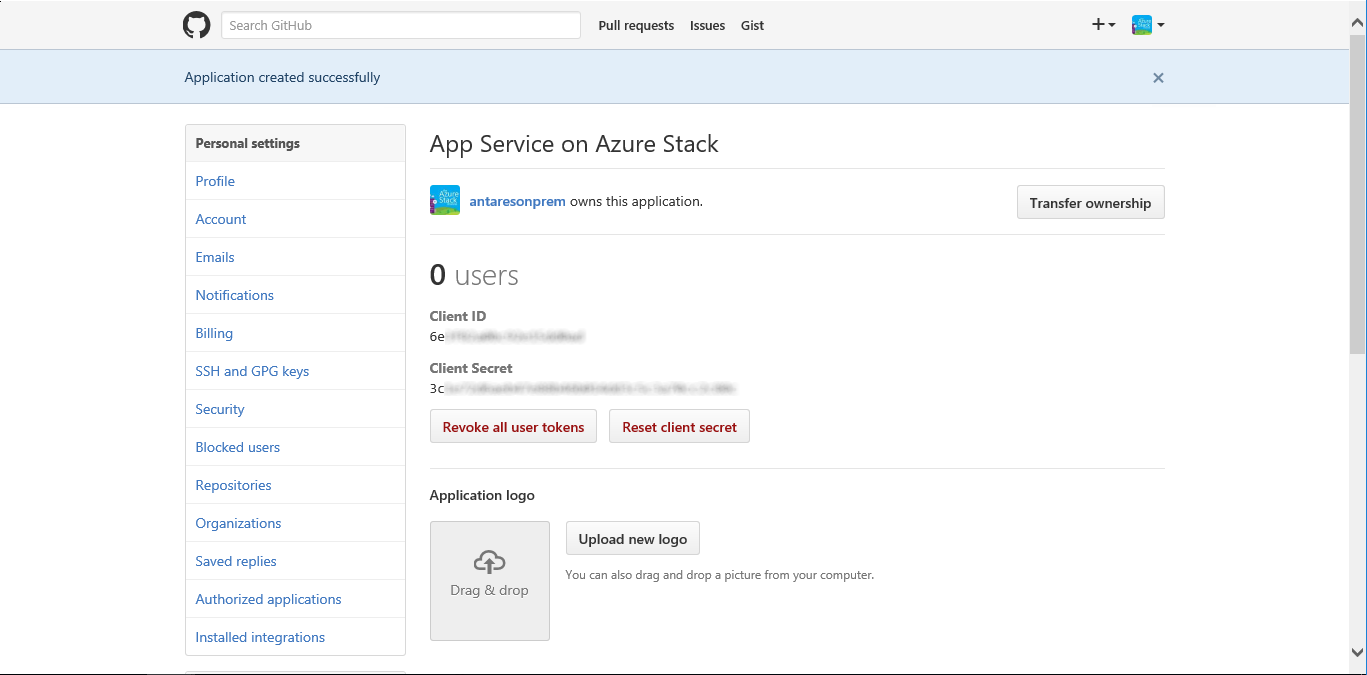 Search GitHub
Pull requests
Issues
Gist
Application created successfully
Personal settings
Profile
Account
Emails
Notifications
Billing
SSH and GPG keys
Security
Blocked users
Repositories
Organizations
Saved replies
Authorized applications
Installed integrations
App Service on Azure Stack
Azure Stack
antaresonprem owns this application.
Transfer ownership
0 users
Client ID
6e
Client Secret
3c
Revoke all user tokens
Reset client secret
Application logo
Drag & drop
Upload new logo
You can also drag and drop a picture from your computer.